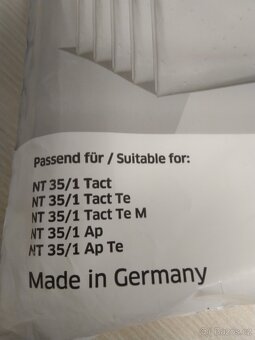 Passend für / Suitable for:
NT 35/1 Tact
NT 35/1 Tact Te
NT 35/1 Tact Te M
NT 35/1 Ap
NT 35/1 Ap Te
Made in Germany